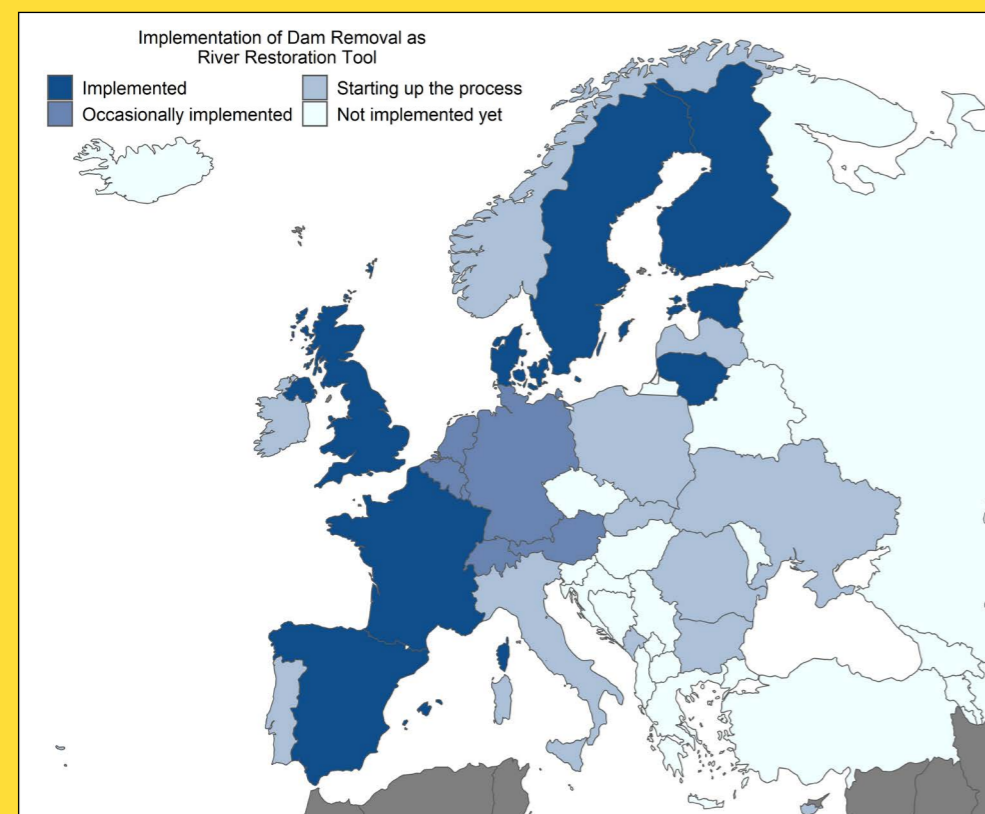 Implementation of Dam Removal as
River Restoration Tool
Implemented
Starting up the process
Occasionally implemented
Not implemented yet